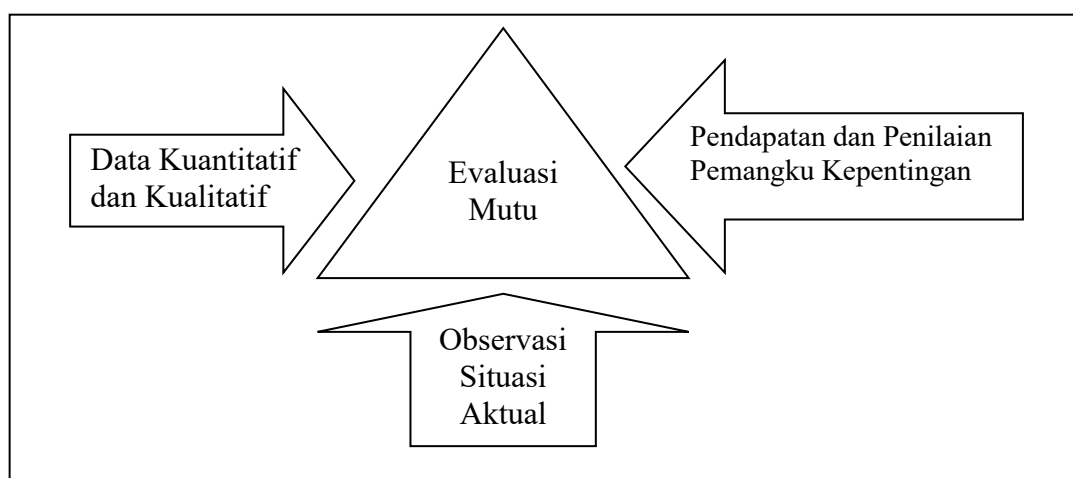 Data Kuantitatif
dan Kualitatif
Evaluasi
Mutu
Pendapatan dan Penilaian
Pemangku Kepentingan
Observasi
Situasi
Aktual